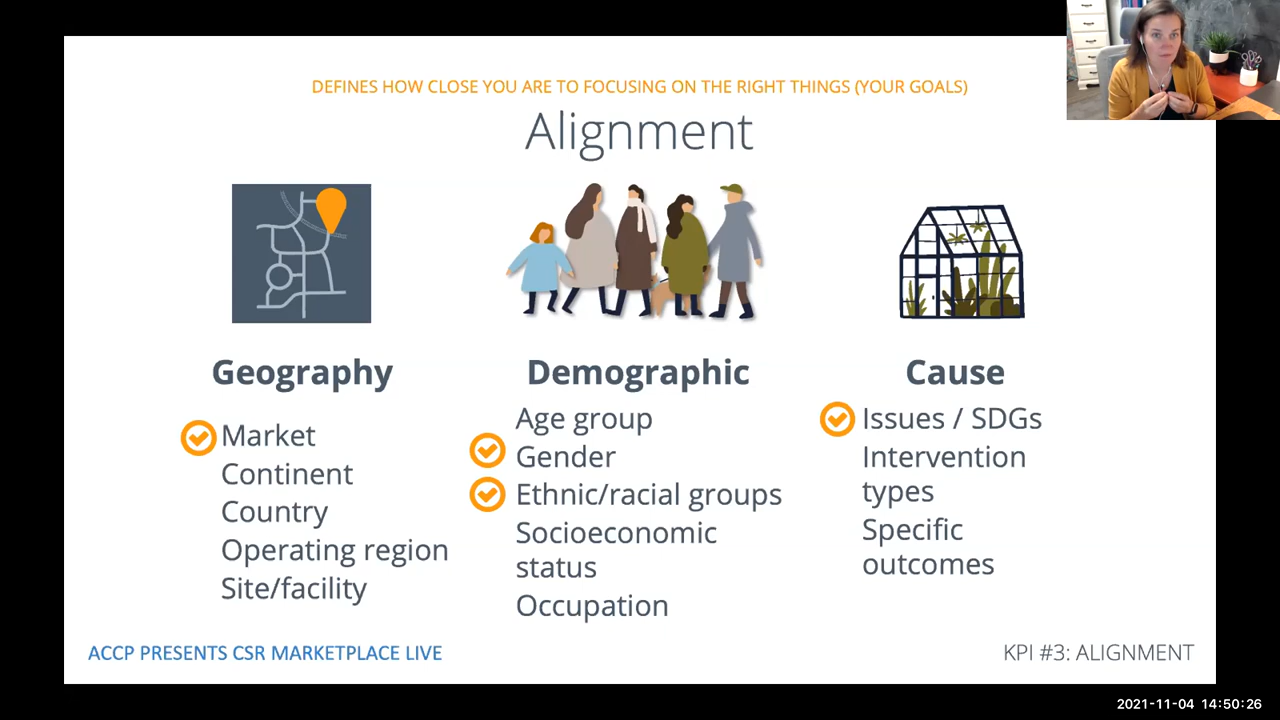 DEFINES HOW CLOSE YOU ARE TO FOCUSING ON THE RIGHT THINGS (YOUR GOALS)
Alignment
Geography
Market
Continent
Country
Operating region
Site/facility
Demographic
Age group
Gender
Ethnic/racial groups
Socioeconomic
status
Occupation
Cause
Issues / SDGs
Intervention
types
Specific
outcomes
ACCP PRESENTS CSR MARKETPLACE LIVE
KPI #3: ALIGNMENT
2021-11-04 14:50:26